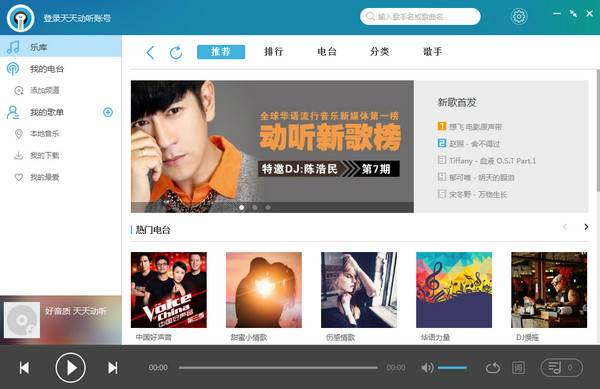 登录天天动听账号
输入歌手名或歌曲名
乐库
我的电台
添加频道
我的歌单
本地音乐
我的下载
我的最爱
推荐
排行
电台
分类
歌手
全球华语流行音乐新媒体第一榜
动听新歌榜
特邀DJ:陈浩民
第7期
新歌首发
1 想飞 电影原声带
2 赵照 - 舍不得过
3 Tiffany - 血液 O.S.T Part.1
4 郁可唯 - 明天的眼泪
5 宋冬野 - 万物生长
热门电台
THE Voice
CHINA
中国好声音
第三季
中国好声音
甜蜜小情歌
伤感情歌
华语力量
DJ慢摇
好音质 天天动听
00:00
00:00
词
0